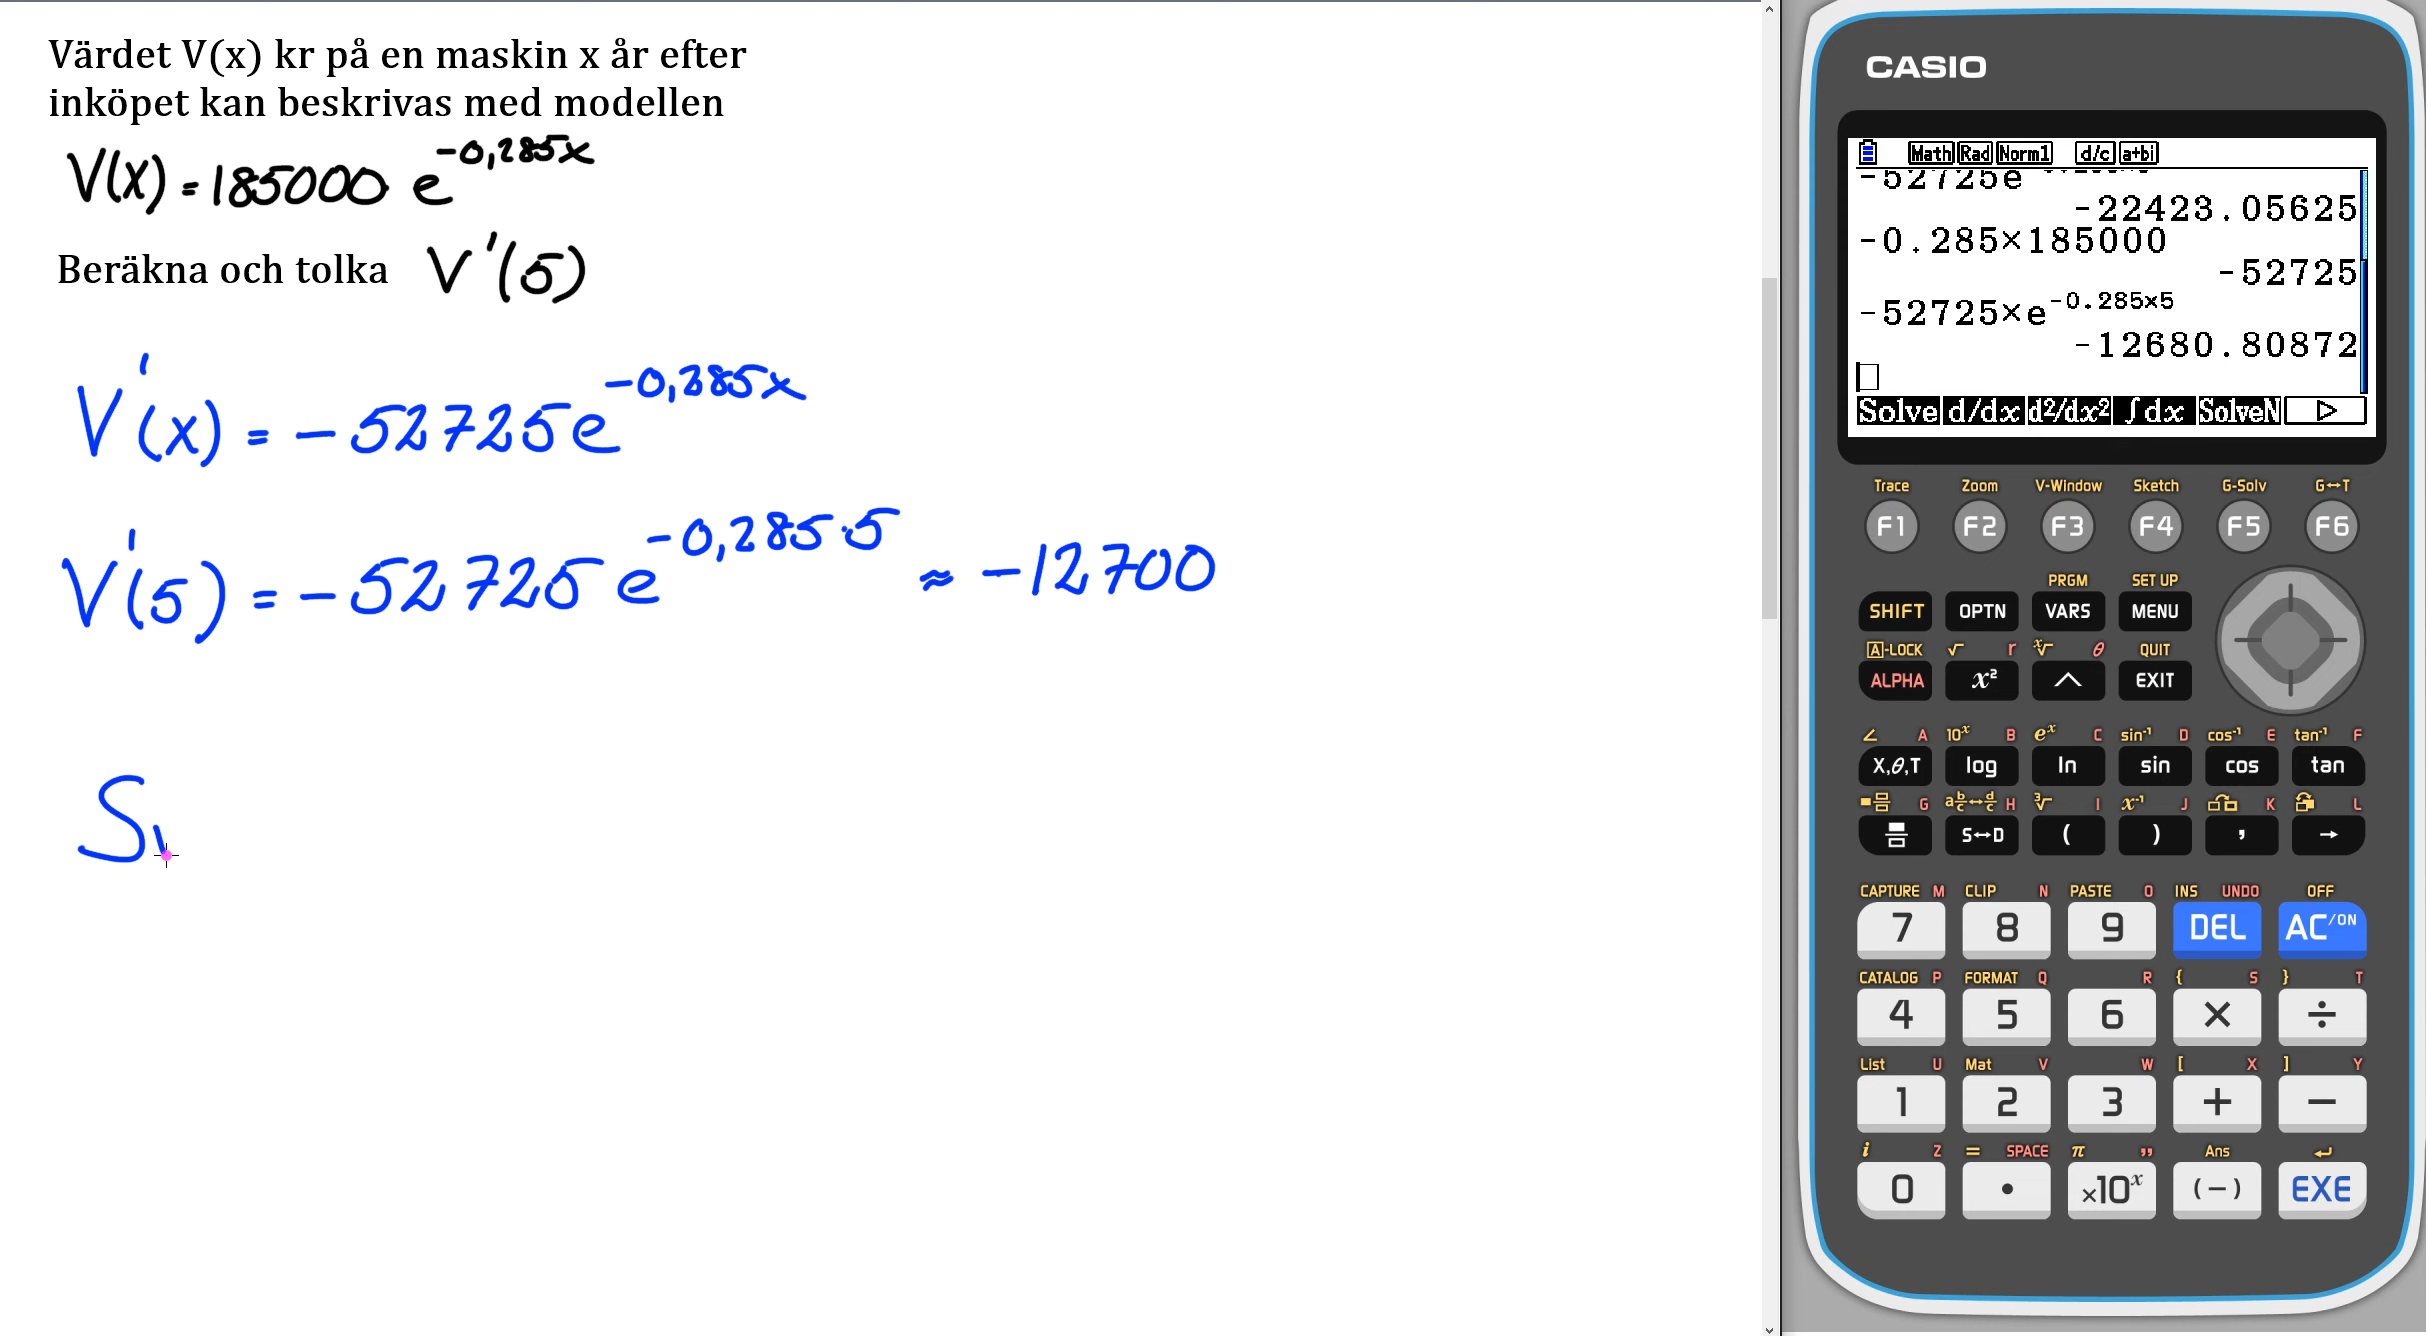 Värdet V(x) kr på en maskin x år efter
inköpet kan beskrivas med modellen
V(x) = 185000 e^-0,285x
Beräkna och tolka V'(5)
V'(x) = -52725e^-0,285x
V'(5) = -52725 e^-0,285·5 ≈ -12700
S
CASIO
Math Rad Norm1 d/c a+bi
-52725e
-22423.05625
-0.285×185000
-52725
-52725×e^-0.285×5
-12680.80872
Solve d/dx d²/dx² ∫dx SolveN ▷
Trace Zoom V-Window Sketch G-Solv G↔T
F1 F2 F3 F4 F5 F6
PRGM SET UP
SHIFT OPTN VARS MENU
A-LOCK √ r ˣ√ θ QUIT
ALPHA x² ^ EXIT
∠ A 10ˣ B eˣ C sin⁻¹ D cos⁻¹ E tan⁻¹ F
X,θ,T log ln sin cos tan
G a b/c↔d/c H ³√ I x⁻¹ J K L
S↔D ( ) , →
CAPTURE M CLIP N PASTE O INS UNDO OFF
7 8 9 DEL AC/ON
CATALOG P FORMAT Q R { S } T
4 5 6 × ÷
List U Mat V W [ X ] Y
1 2 3 + −
i Z = SPACE π " Ans ↵
0 • ×10ˣ (−) EXE